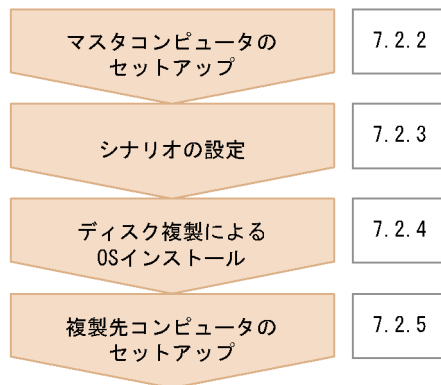 マスタコンピュータの
セットアップ
7.2.2
シナリオの設定
7.2.3
ディスク複製による
OSインストール
7.2.4
複製先コンピュータの
セットアップ
7.2.5